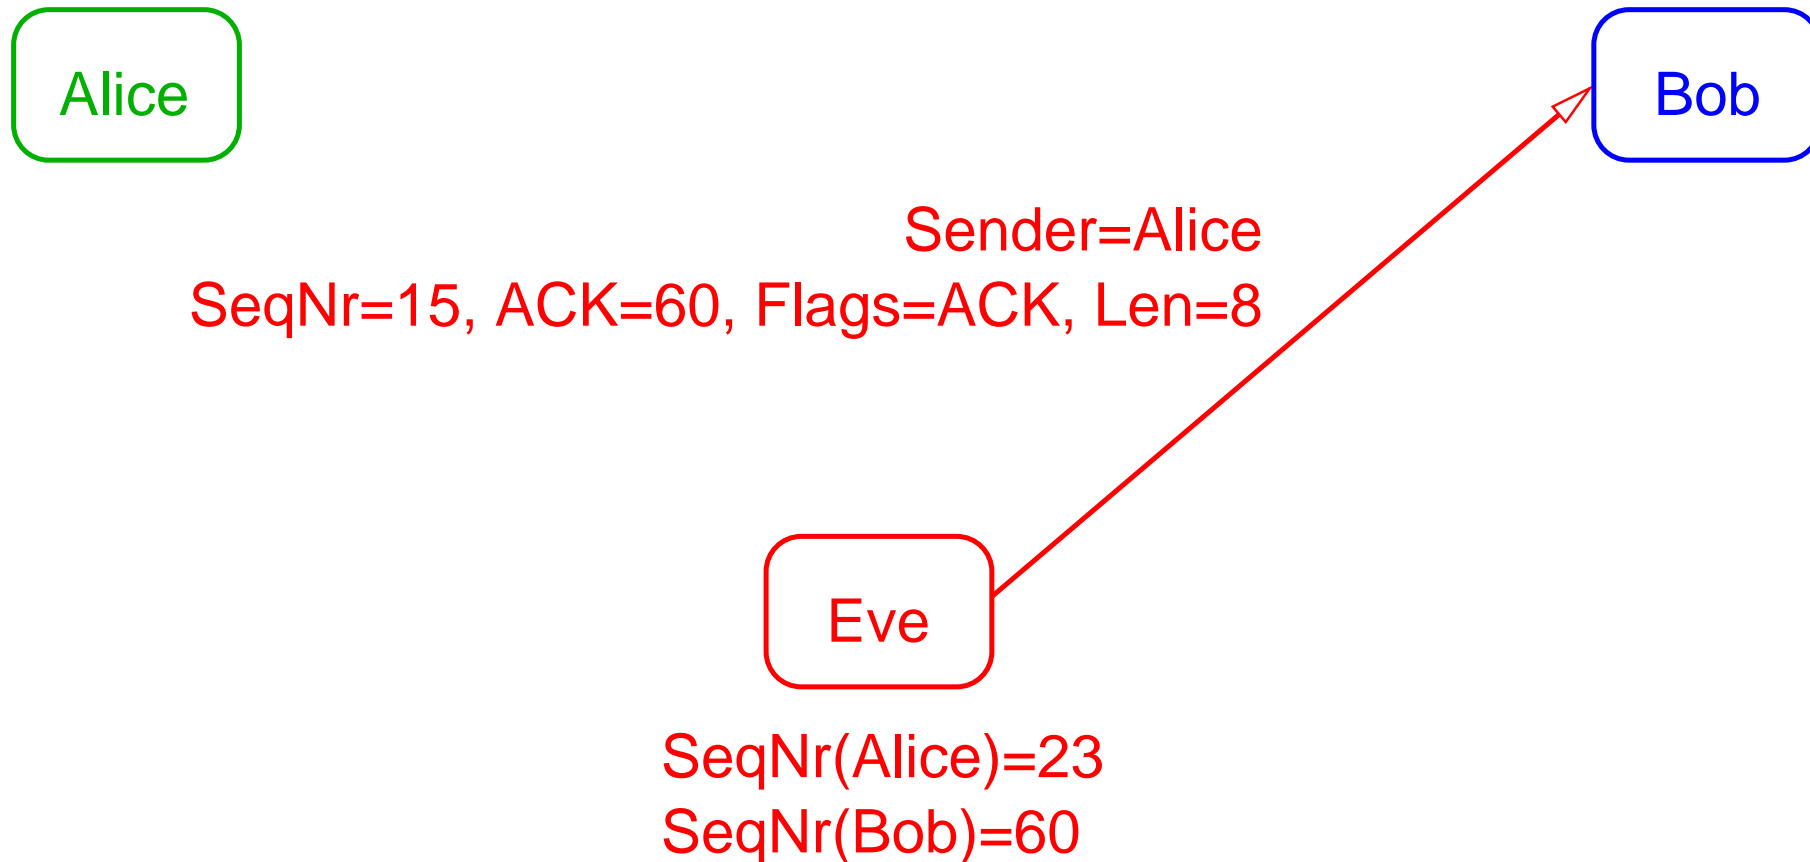 Alice
Bob
Sender=Alice
SeqNr=15, ACK=60, Flags=ACK, Len=8
Eve
SeqNr(Alice)=23
SeqNr(Bob)=60